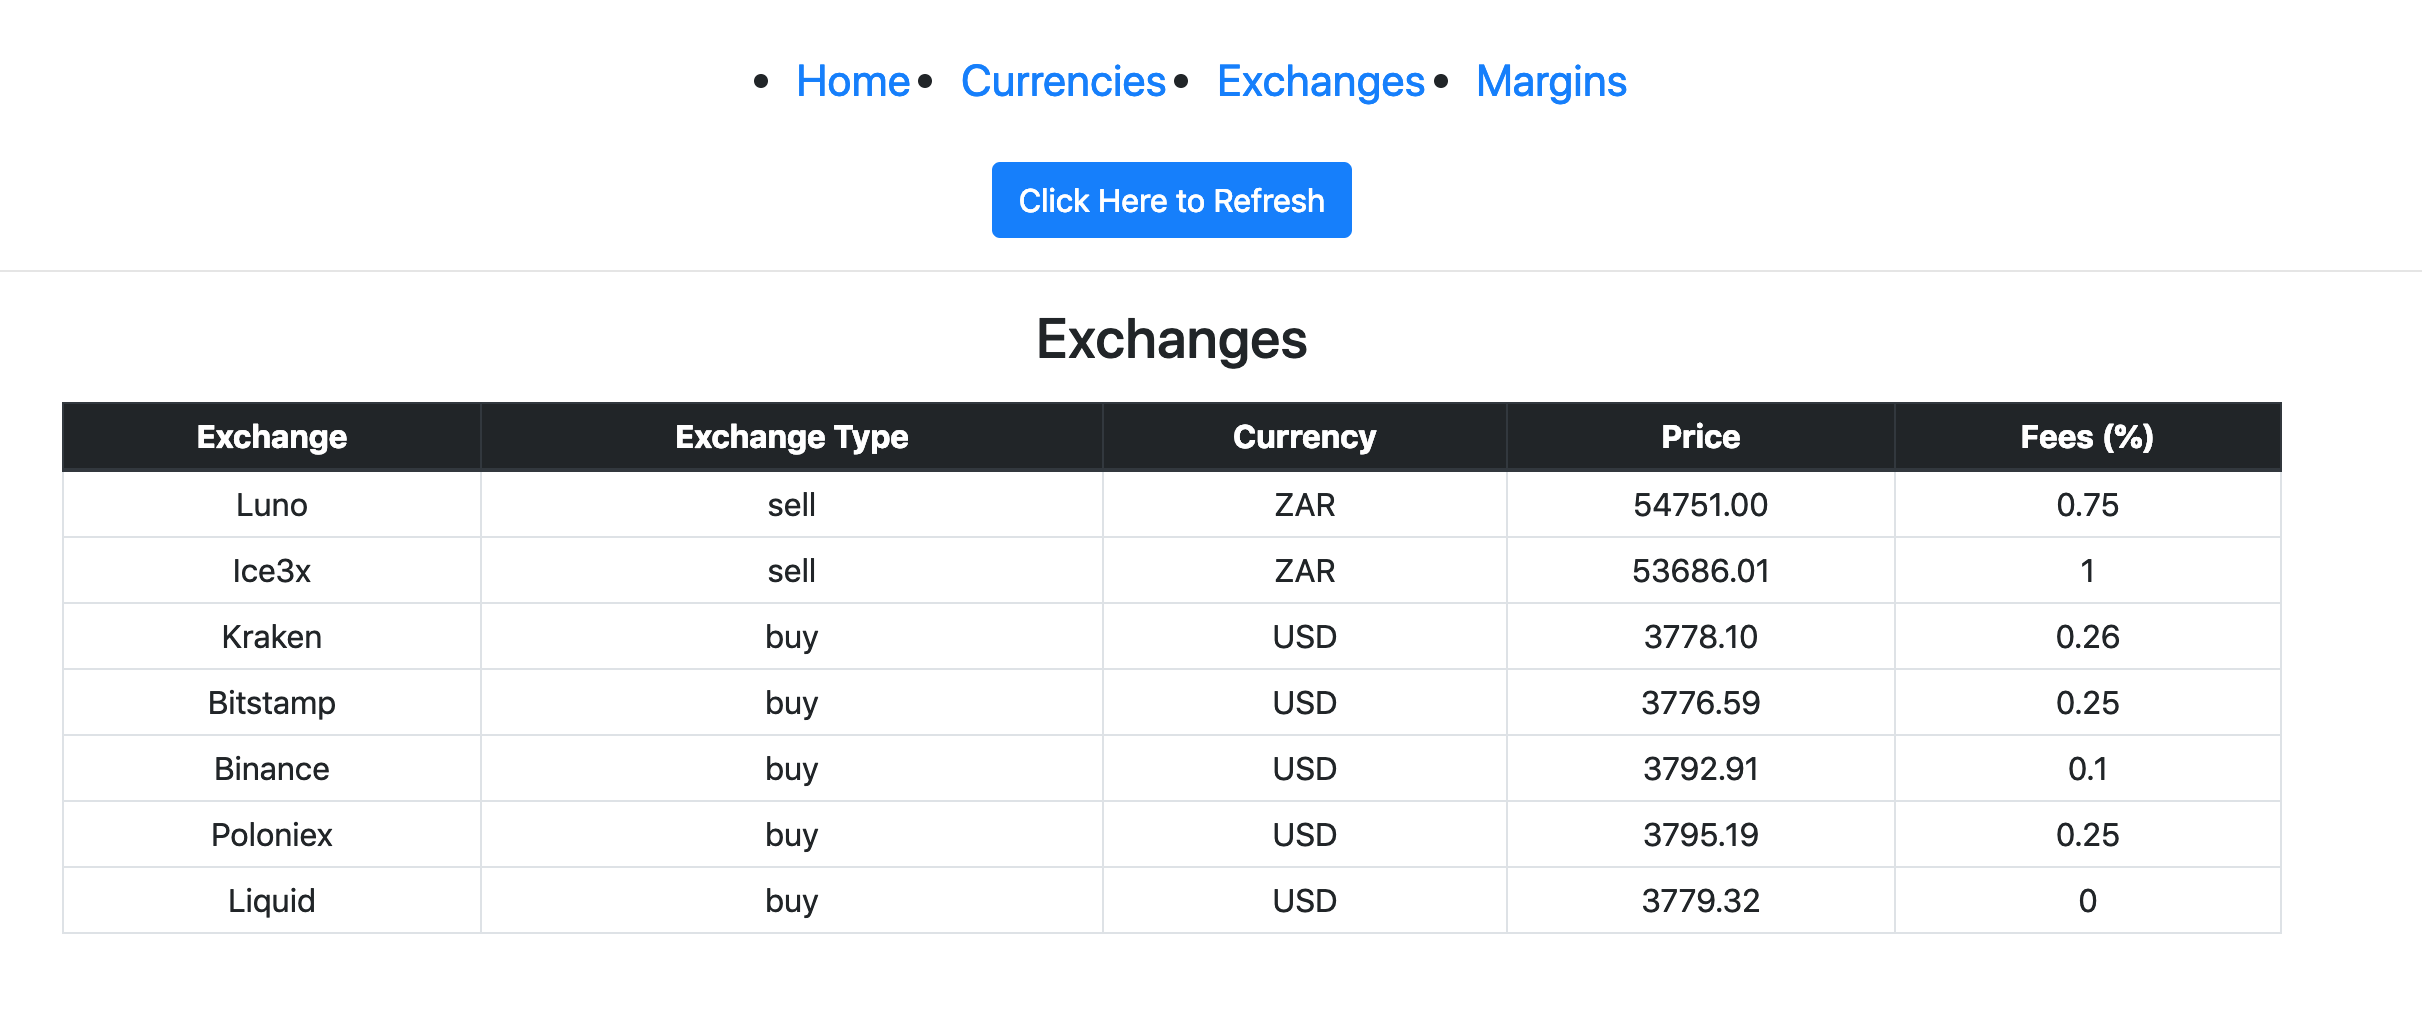 • Home • Currencies • Exchanges • Margins
Click Here to Refresh
Exchanges
Exchange Exchange Type Currency Price Fees (%)
Luno sell ZAR 54751.00 0.75
Ice3x sell ZAR 53686.01 1
Kraken buy USD 3778.10 0.26
Bitstamp buy USD 3776.59 0.25
Binance buy USD 3792.91 0.1
Poloniex buy USD 3795.19 0.25
Liquid buy USD 3779.32 0